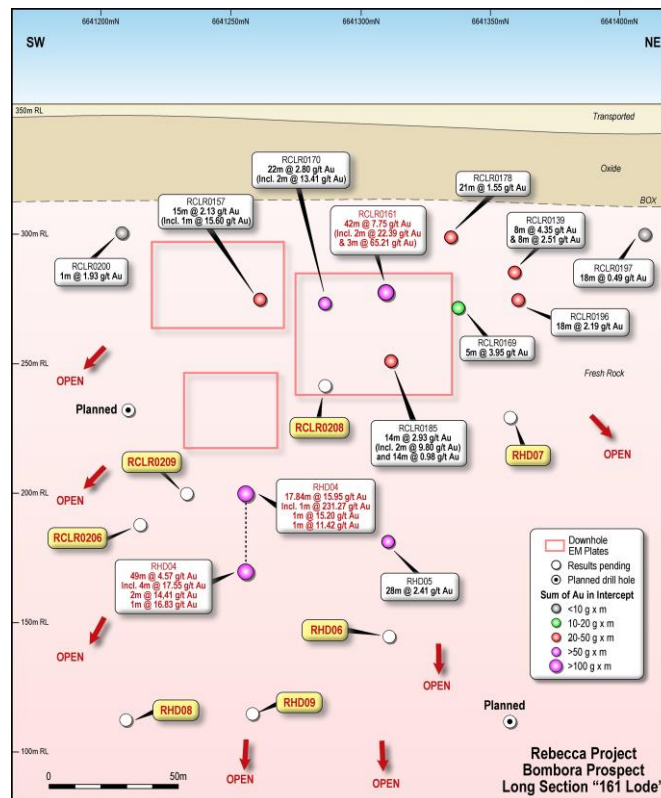 6641200mN
6641250mN
6641300mN
6641350mN
6641400mN
SW
NE
350m RL
Transported
Oxide
BOX
RCLR0170
22m @ 2.80 g/t Au
(Incl. 2m @ 13.41 g/t Au)
RCLR0178
21m @ 1.55 g/t Au
RCLR0157
15m @ 2.13 g/t Au
(Incl. 1m @ 15.60 g/t Au)
RCLR0161
42m @ 7.75 g/t Au
(Incl. 2m @ 22.39 g/t Au
& 3m @ 65.21 g/t Au)
RCLR0139
8m @ 4.35 g/t Au
& 8m @ 2.51 g/t Au
300m RL
RCLR0200
1m @ 1.93 g/t Au
RCLR0197
18m @ 0.49 g/t Au
RCLR0196
18m @ 2.19 g/t Au
RCLR0169
5m @ 3.95 g/t Au
250m RL
Fresh Rock
OPEN
Planned
RCLR0208
RCLR0185
14m @ 2.93 g/t Au
(Incl. 2m @ 9.80 g/t Au)
and 14m @ 0.98 g/t Au
RHD07
OPEN
RCLR0209
200m RL
OPEN
RHD04
17.84m @ 15.95 g/t Au
Incl. 1m @ 231.27 g/t Au
1m @ 15.20 g/t Au
1m @ 11.42 g/t Au
RCLR0206
RHD04
49m @ 4.57 g/t Au
Incl. 4m @ 17.55 g/t Au
2m @ 14,41 g/t Au
1m @ 16.83 g/t Au
RHD05
28m @ 2.41 g/t Au
Downhole
EM Plates
Results pending
Planned drill hole
Sum of Au in Intercept
<10 g x m
10-20 g x m
20-50 g x m
>50 g x m
>100 g x m
150m RL
RHD06
OPEN
OPEN
RHD08
RHD09
Planned
100m RL
OPEN
OPEN
0
50m
Rebecca Project
Bombora Prospect
Long Section "161 Lode"